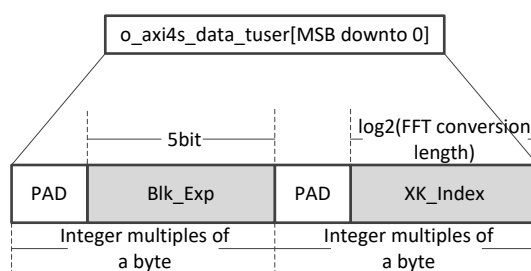 o_axi4s_data_tuser[MSB downto 0]
5bit
log2(FFT conversion
length)
PAD
Blk_Exp
PAD
XK_Index
Integer multiples of
a byte
Integer multiples of
a byte